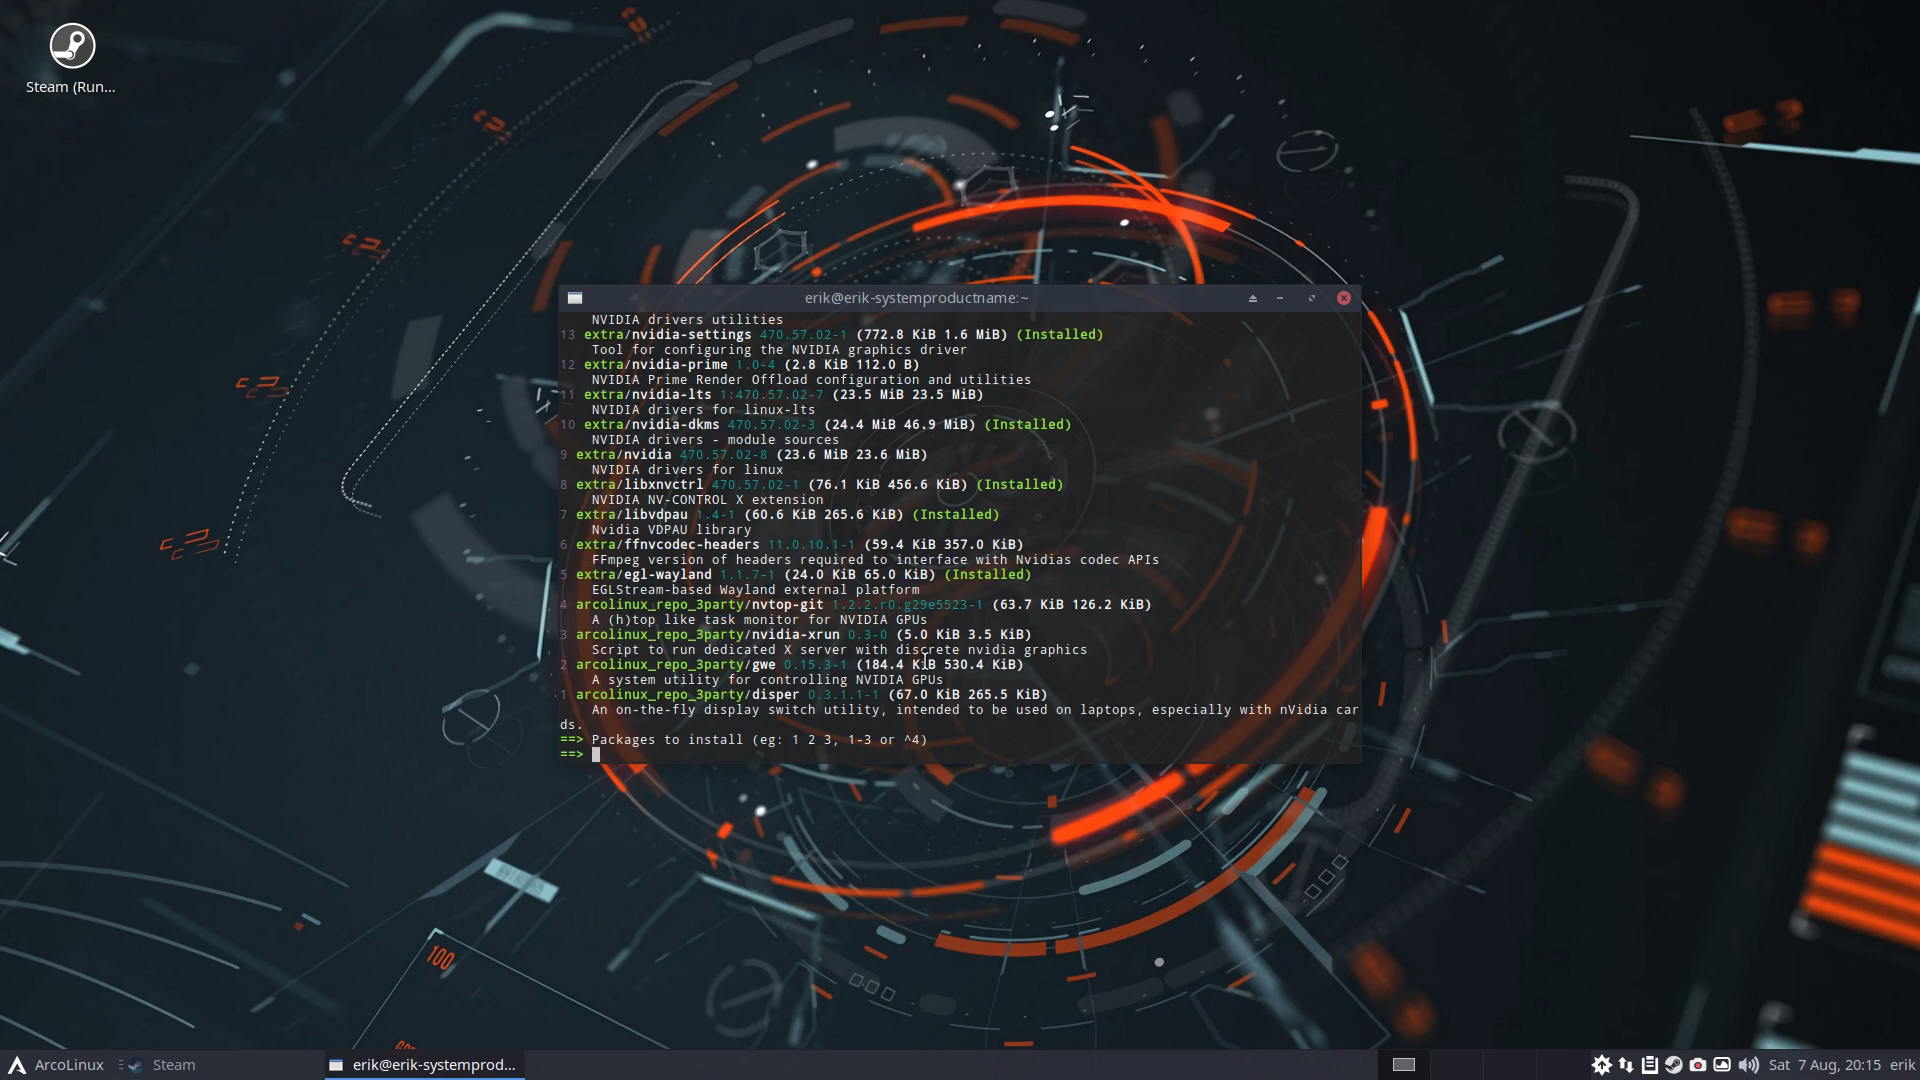 Steam (Run...
erik@erik-systemproductname:~
NVIDIA drivers utilities
13 extra/nvidia-settings 470.57.02-1 (772.8 KiB 1.6 MiB) (Installed)
Tool for configuring the NVIDIA graphics driver
12 extra/nvidia-prime 1.0-4 (2.8 KiB 112.0 B)
NVIDIA Prime Render Offload configuration and utilities
11 extra/nvidia-lts 1:470.57.02-7 (23.5 MiB 23.5 MiB)
NVIDIA drivers for linux-lts
10 extra/nvidia-dkms 470.57.02-3 (24.4 MiB 46.9 MiB) (Installed)
NVIDIA drivers - module sources
9 extra/nvidia 470.57.02-8 (23.6 MiB 23.6 MiB)
NVIDIA drivers for linux
8 extra/libxnvctrl 470.57.02-1 (76.1 KiB 456.6 KiB) (Installed)
NVIDIA NV-CONTROL X extension
7 extra/libvdpau 1.4-1 (60.6 KiB 265.6 KiB) (Installed)
Nvidia VDPAU library
6 extra/ffnvcodec-headers 11.0.10.1-1 (59.4 KiB 357.0 KiB)
FFmpeg version of headers required to interface with Nvidias codec APIs
5 extra/egl-wayland 1.1.7-1 (24.0 KiB 65.0 KiB) (Installed)
EGLStream-based Wayland external platform
4 arcolinux_repo_3party/nvtop-git 1.2.2.r0.g29e5523-1 (63.7 KiB 126.2 KiB)
A (h)top like task monitor for NVIDIA GPUs
3 arcolinux_repo_3party/nvidia-xrun 0.3-0 (5.0 KiB 3.5 KiB)
Script to run dedicated X server with discrete nvidia graphics
2 arcolinux_repo_3party/gwe 0.15.3-1 (184.4 KiB 530.4 KiB)
A system utility for controlling NVIDIA GPUs
1 arcolinux_repo_3party/disper 0.3.1.1-1 (67.0 KiB 265.5 KiB)
An on-the-fly display switch utility, intended to be used on laptops, especially with nVidia car
ds.
==> Packages to install (eg: 1 2 3, 1-3 or ^4)
==>
100
ArcoLinux
Steam
erik@erik-systemprod...
Sat 7 Aug, 20:15 erik